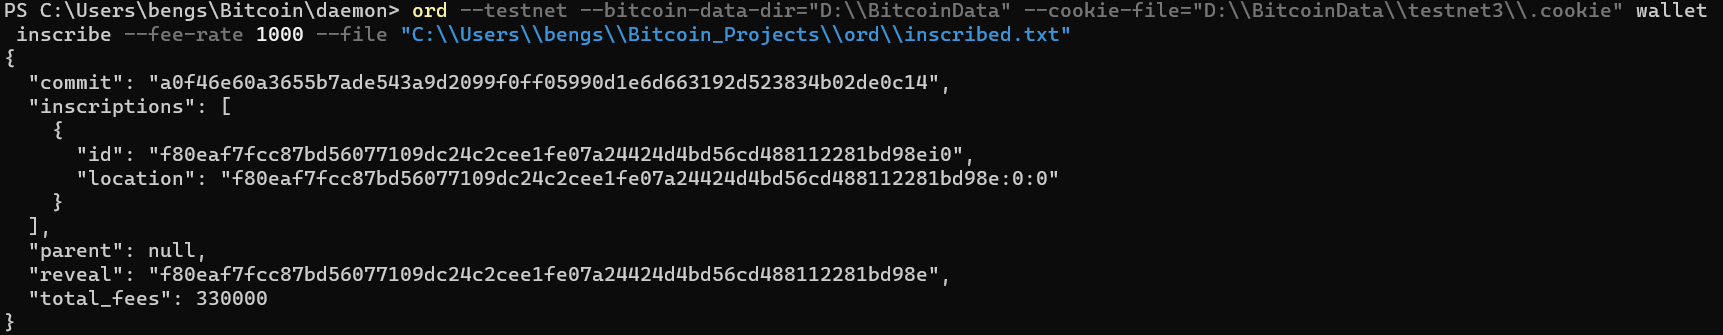 PS C:\Users\bengs\Bitcoin\daemon> ord --testnet --bitcoin-data-dir="D:\\BitcoinData" --cookie-file="D:\\BitcoinData\\testnet3\\.cookie" wallet
inscribe --fee-rate 1000 --file "C:\\Users\\bengs\\Bitcoin_Projects\\ord\\inscribed.txt"
{
"commit": "a0f46e60a3655b7ade543a9d2099f0ff05990d1e6d663192d523834b02de0c14",
"inscriptions": [
{
"id": "f80eaf7fcc87bd56077109dc24c2cee1fe07a24424d4bd56cd488112281bd98ei0",
"location": "f80eaf7fcc87bd56077109dc24c2cee1fe07a24424d4bd56cd488112281bd98e:0:0"
}
],
"parent": null,
"reveal": "f80eaf7fcc87bd56077109dc24c2cee1fe07a24424d4bd56cd488112281bd98e",
"total_fees": 330000
}